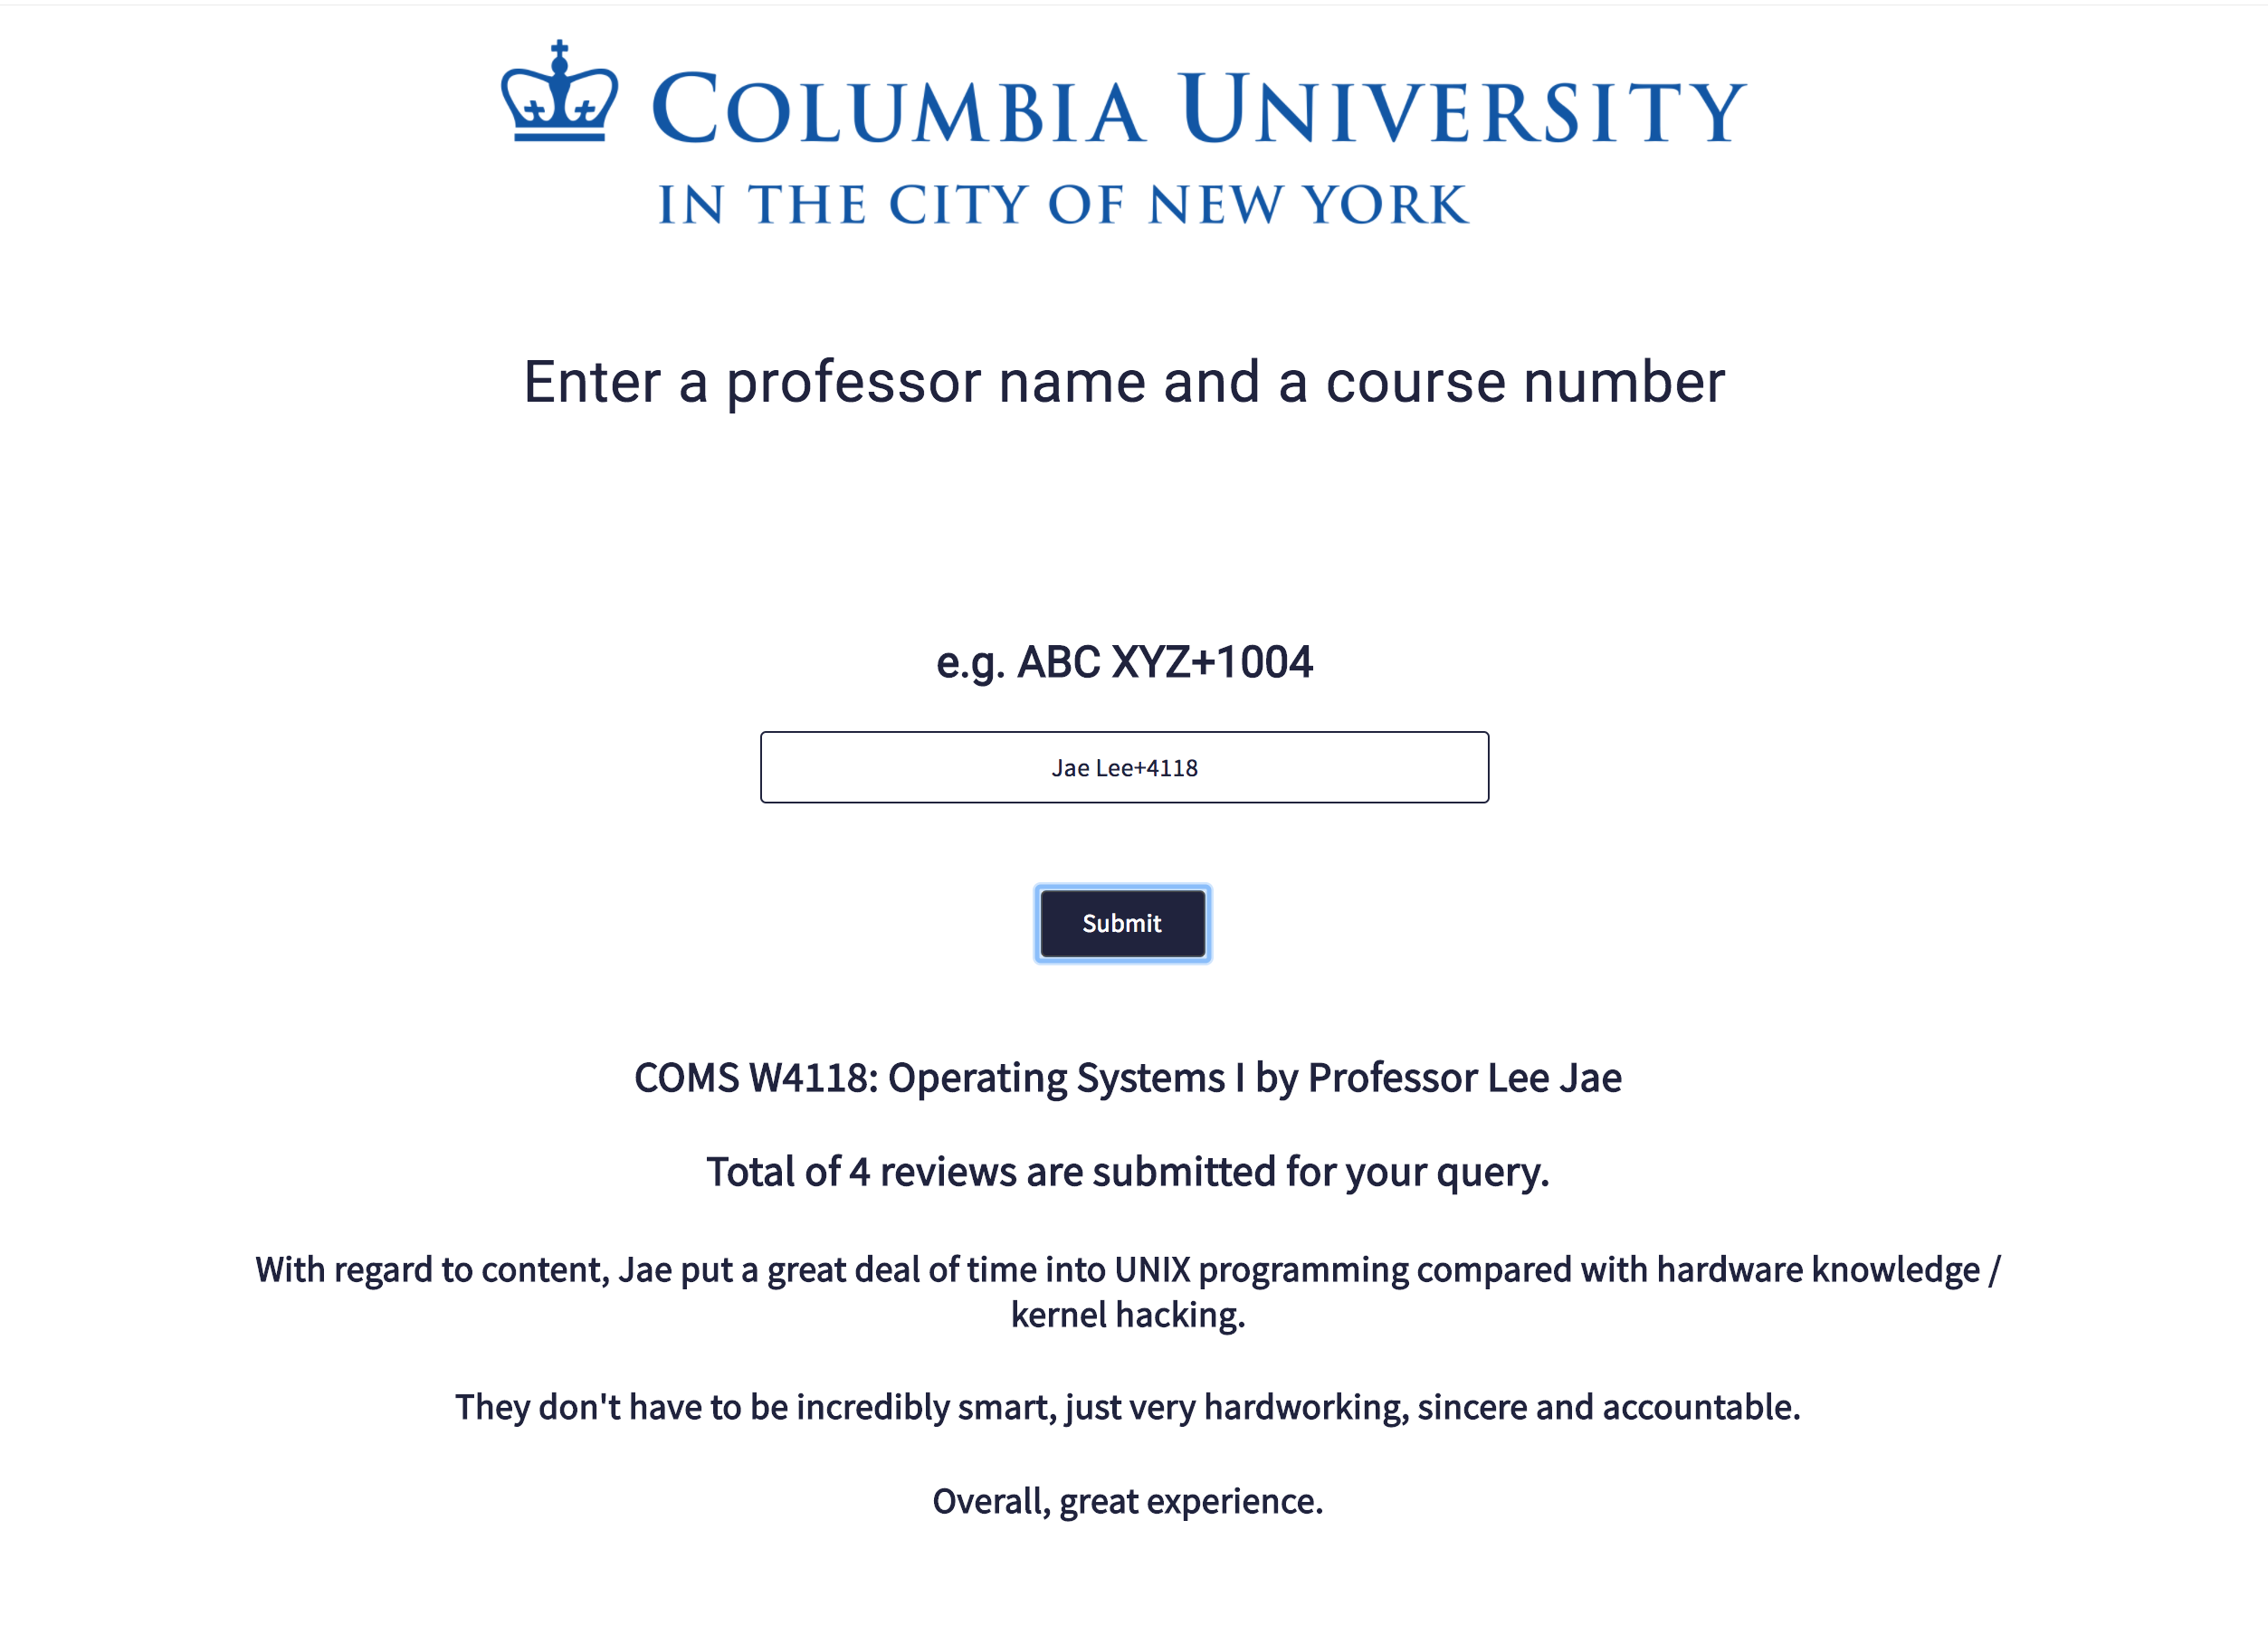 COLUMBIA UNIVERSITY
IN THE CITY OF NEW YORK
Enter a professor name and a course number
e.g. ABC XYZ+1004
Jae Lee+4118
Submit
COMS W4118: Operating Systems I by Professor Lee Jae
Total of 4 reviews are submitted for your query.
With regard to content, Jae put a great deal of time into UNIX programming compared with hardware knowledge /
kernel hacking.
They don't have to be incredibly smart, just very hardworking, sincere and accountable.
Overall, great experience.